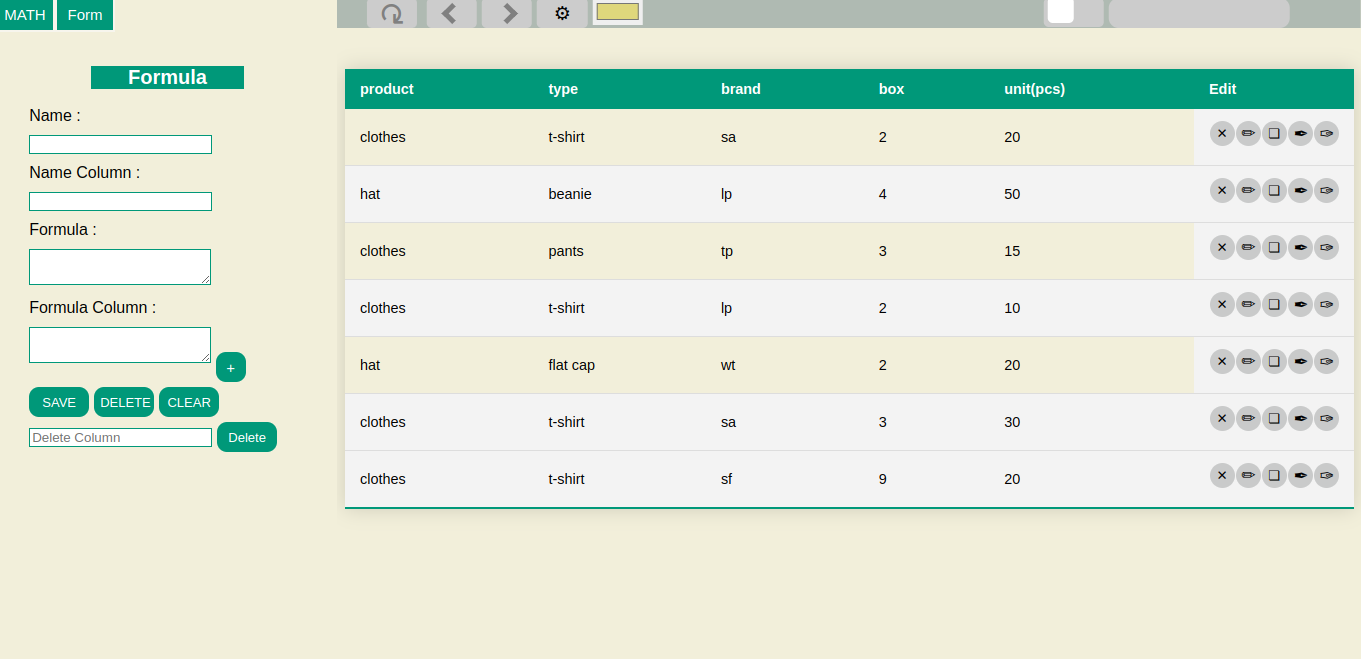 MATH Form
Formula
Name :
Name Column :
Formula :
Formula Column :
+
SAVE DELETE CLEAR
Delete Column Delete
product type brand box unit(pcs) Edit
clothes t-shirt sa 2 20
hat beanie lp 4 50
clothes pants tp 3 15
clothes t-shirt lp 2 10
hat flat cap wt 2 20
clothes t-shirt sa 3 30
clothes t-shirt sf 9 20